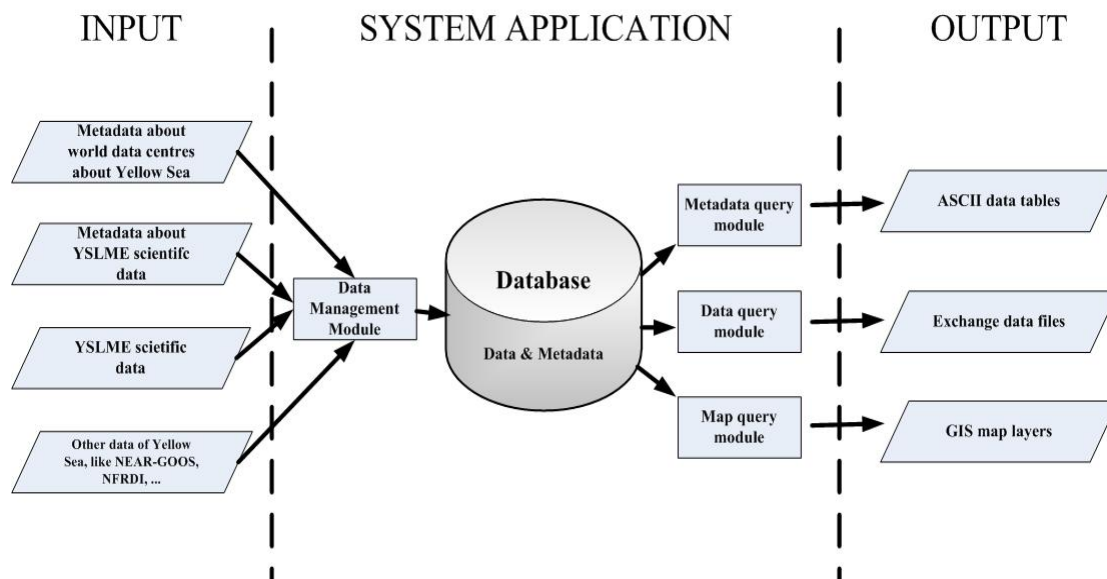 INPUT
SYSTEM APPLICATION
OUTPUT
Metadata about
world data centres
about Yellow Sea
Metadata about
YSLME scientifc
data
YSLME scietific
data
Other data of Yellow
Sea, like NEAR-GOOS,
NFRDI, ...
Data
Management
Module
Database
Data & Metadata
Metadata query
module
Data query
module
Map query
module
ASCII data tables
Exchange data files
GIS map layers